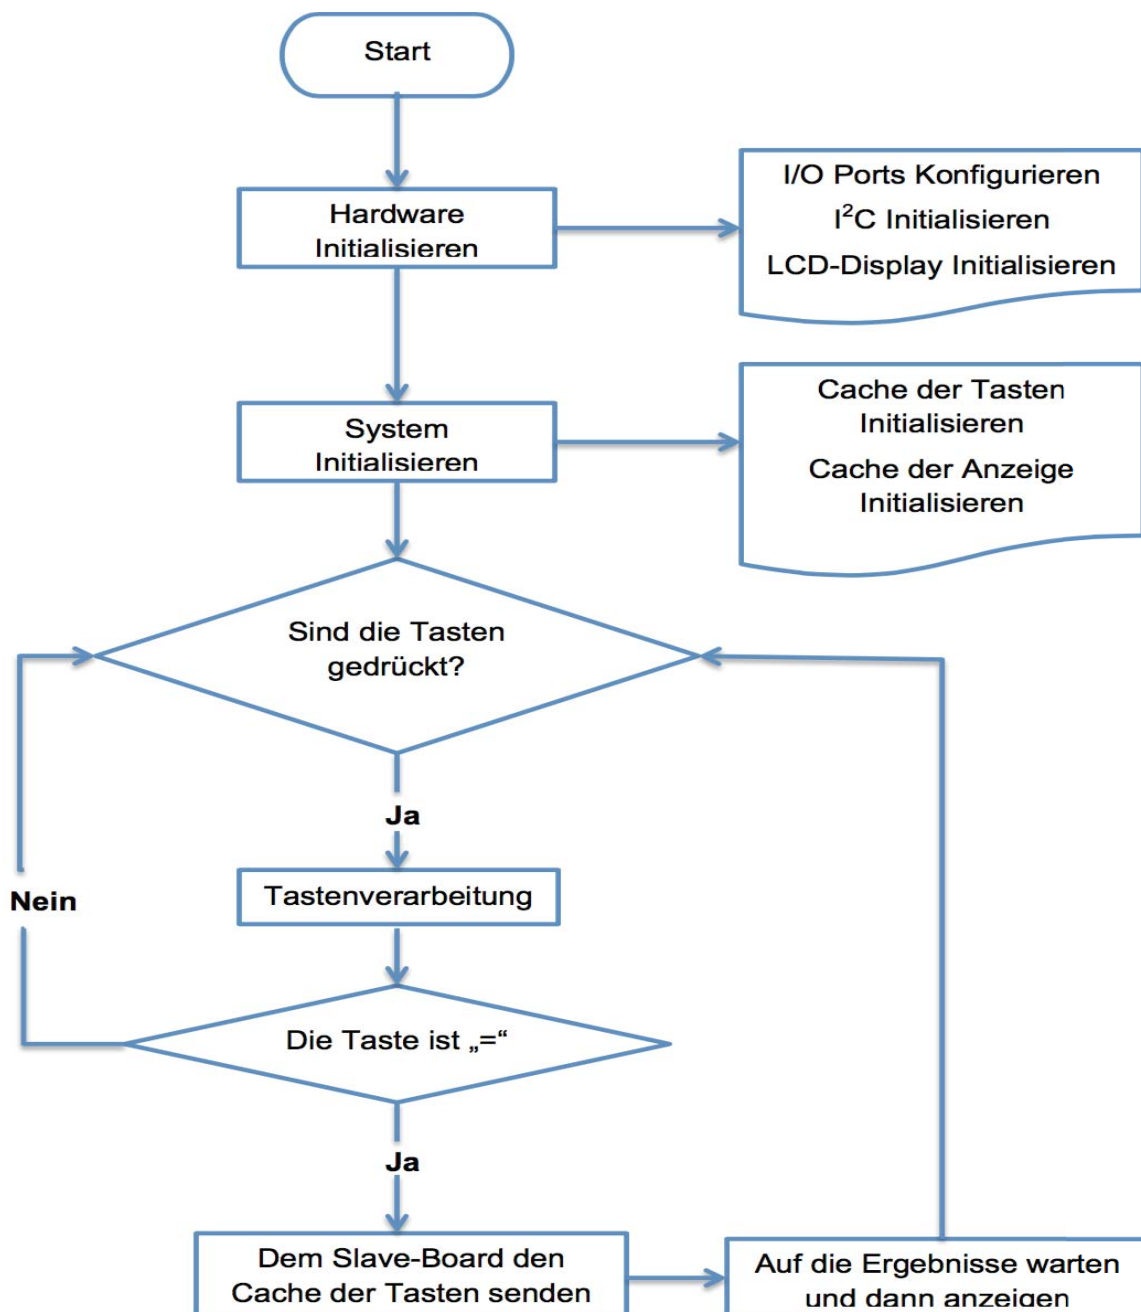 Start
Hardware
Initialisieren
I/O Ports Konfigurieren
I²C Initialisieren
LCD-Display Initialisieren
System
Initialisieren
Cache der Tasten
Initialisieren
Cache der Anzeige
Initialisieren
Sind die Tasten
gedrückt?
Ja
Nein
Tastenverarbeitung
Die Taste ist „=“
Ja
Dem Slave-Board den
Cache der Tasten senden
Auf die Ergebnisse warten
und dann anzeigen